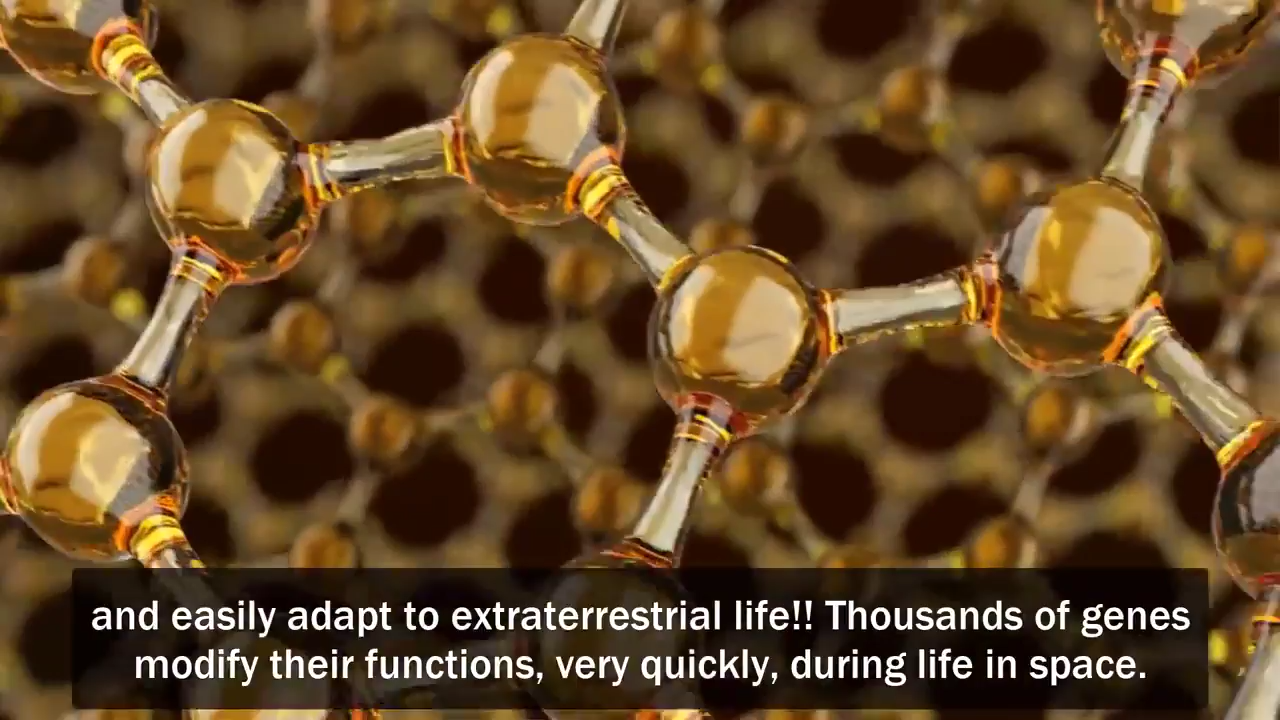 and easily adapt to extraterrestrial life!! Thousands of genes
modify their functions, very quickly, during life in space.